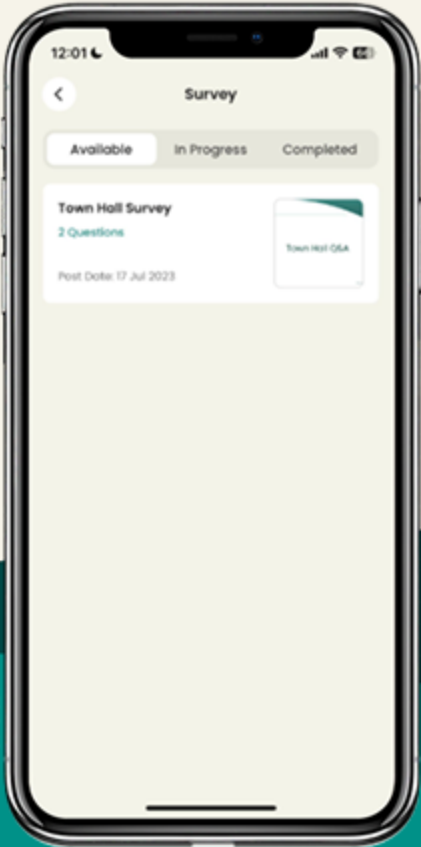 12:01
Survey
Available In Progress Completed
Town Hall Survey
2 Questions
Town Hall Q&A
Post Date: 17 Jul 2023